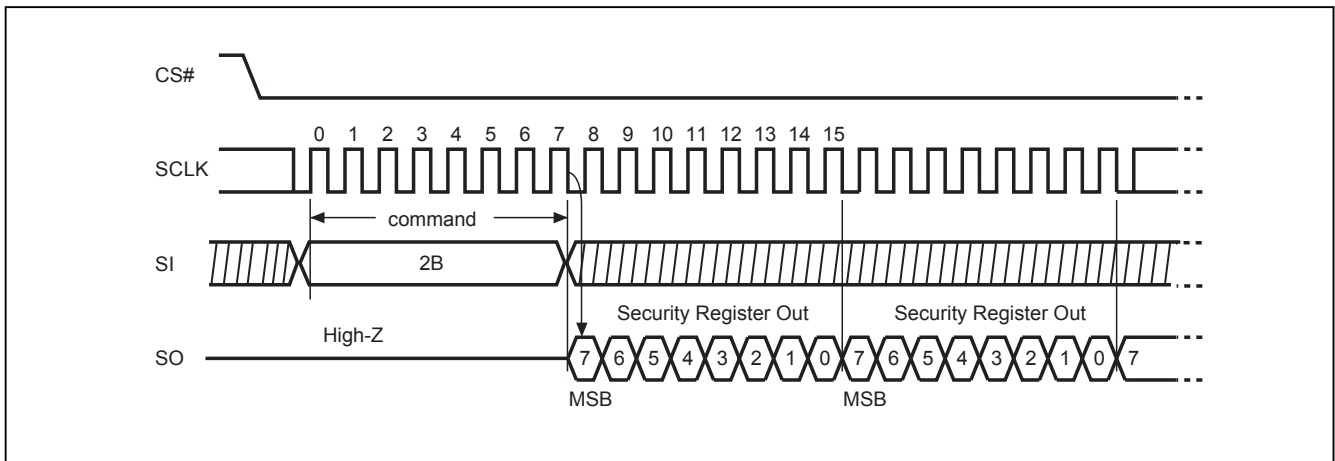 CS#
0 1 2 3 4 5 6 7 8 9 10 11 12 13 14 15
SCLK
command
SI
2B
Security Register Out Security Register Out
High-Z
SO
7 6 5 4 3 2 1 0 7 6 5 4 3 2 1 0 7
MSB MSB